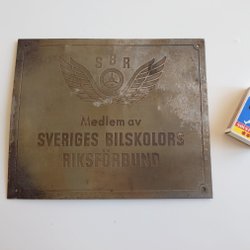 SBR
Medlem av
SVERIGES BILSKOLORS
RIKSFÖRBUND